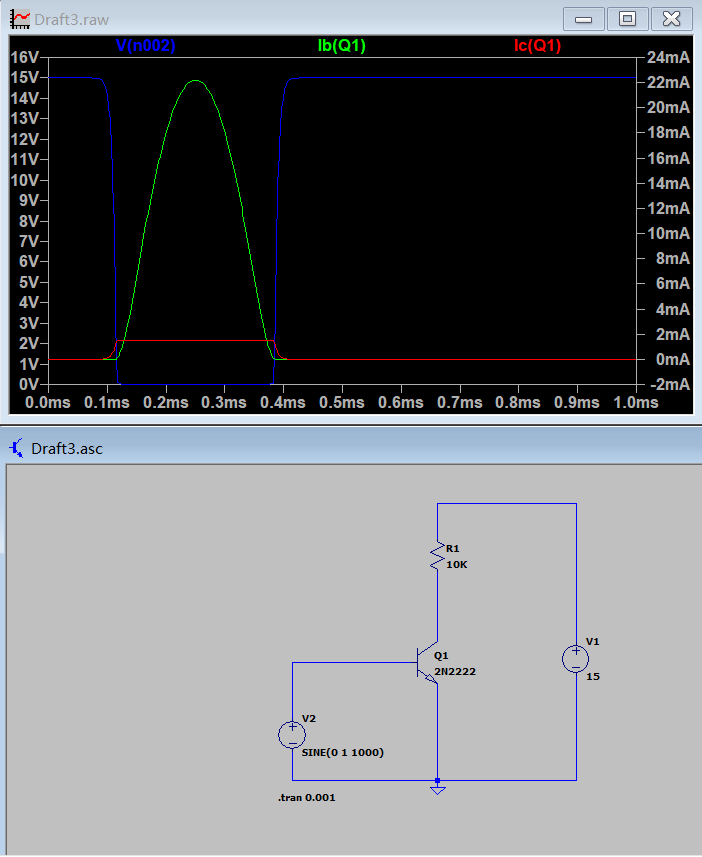 Draft3.raw
V(n002) Ib(Q1) Ic(Q1)
16V 24mA
15V 22mA
14V 20mA
13V 18mA
12V 16mA
11V 14mA
10V 12mA
9V 10mA
8V 8mA
7V 6mA
6V 4mA
5V 2mA
4V 0mA
3V -2mA
2V
1V
0V
0.0ms 0.1ms 0.2ms 0.3ms 0.4ms 0.5ms 0.6ms 0.7ms 0.8ms 0.9ms 1.0ms
Draft3.asc
R1
10K
V1
15
Q1
2N2222
V2
SINE(0 1 1000)
.tran 0.001